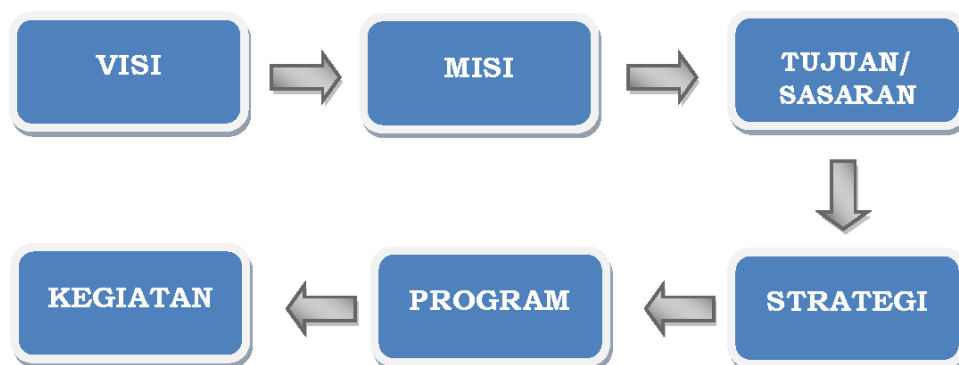 VISI
MISI
TUJUAN/
SASARAN
STRATEGI
PROGRAM
KEGIATAN